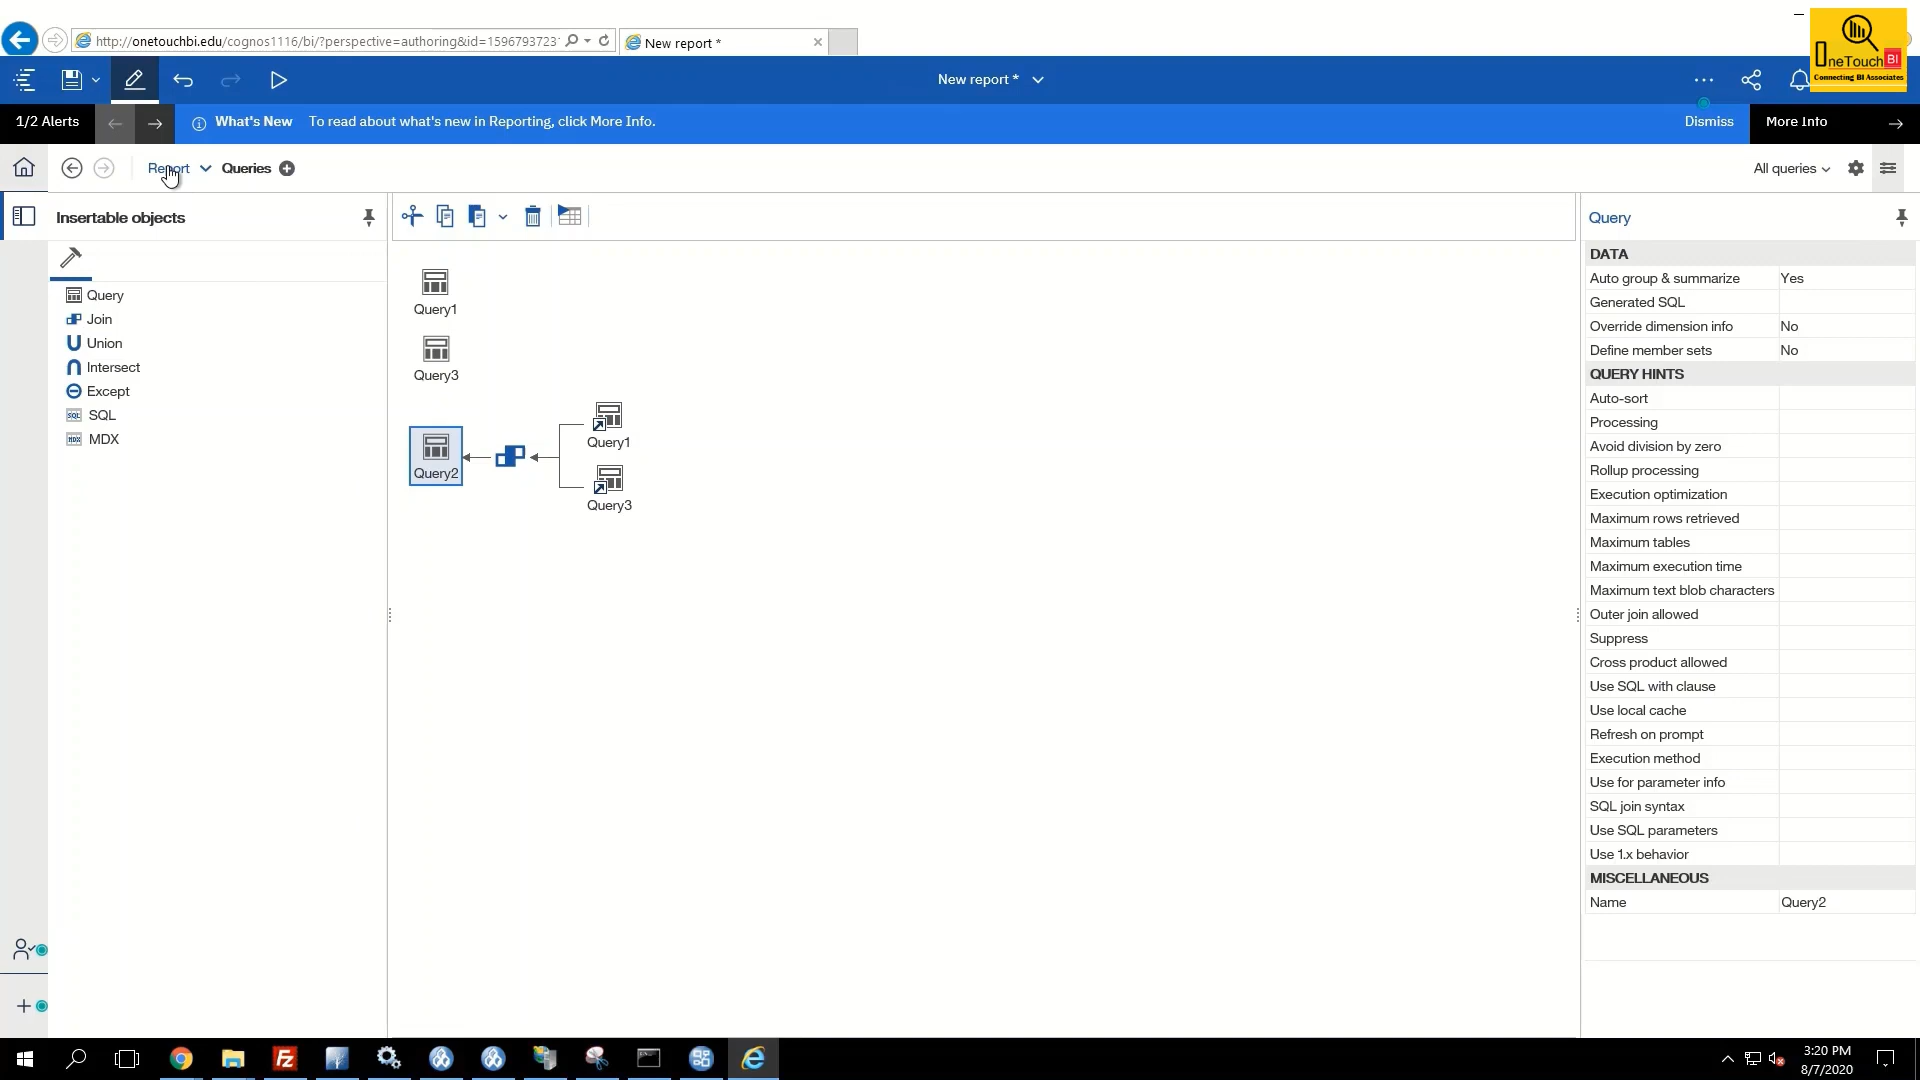 http://onetouchbi.edu/cognos1116/bi/?perspective=authoring&id=1596793723
New report *
OneTouch BI
Connecting BI Associates
New report *
1/2 Alerts
What's New
To read about what's new in Reporting, click More Info.
Dismiss
More Info
Report
Queries
All queries
Insertable objects
Query
Join
Union
Intersect
Except
SQL
SQL
MDX
MDX
Query1
Query3
Query2
Query1
Query3
Query
DATA
Auto group & summarize Yes
Generated SQL
Override dimension info No
Define member sets No
QUERY HINTS
Auto-sort
Processing
Avoid division by zero
Rollup processing
Execution optimization
Maximum rows retrieved
Maximum tables
Maximum execution time
Maximum text blob characters
Outer join allowed
Suppress
Cross product allowed
Use SQL with clause
Use local cache
Refresh on prompt
Execution method
Use for parameter info
SQL join syntax
Use SQL parameters
Use 1.x behavior
MISCELLANEOUS
Name Query2
Fz
3:20 PM
8/7/2020